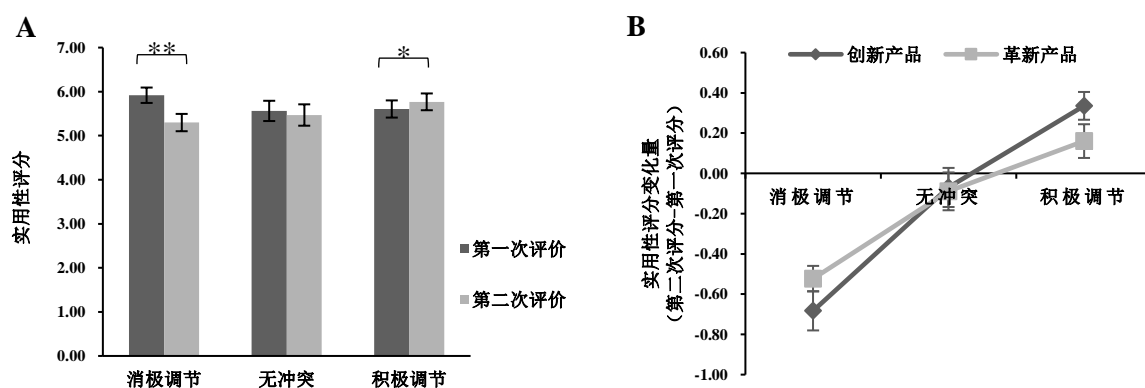 A
7.00
6.00
5.00
4.00
3.00
2.00
1.00
0.00
实用性评分
**
*
第一次评价
第二次评价
消极调节
无冲突
积极调节
B
0.60
0.40
0.20
0.00
-0.20
-0.40
-0.60
-0.80
-1.00
实用性评分变化量
（第二次评分-第一次评分）
创新产品
革新产品
消极调节
无冲突
积极调节